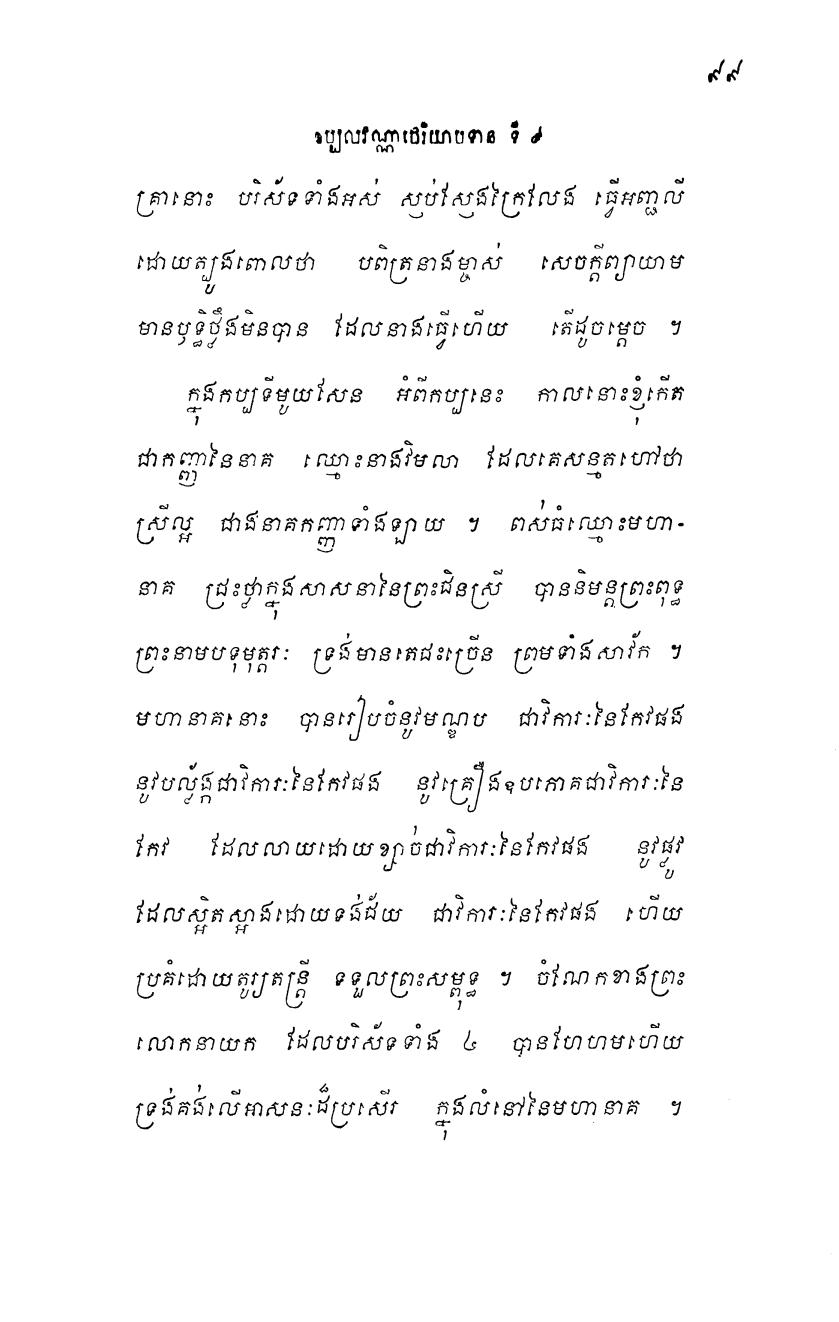 ៩៩
ឧប្បលវណ្ណាថេរិយាបទាន ទី ៩
គ្រានោះ បរិស័ទទាំងអស់ ស្ញប់ស្ញែងក្រៃលែង ធ្វើអញ្ជលី
ដោយត្បូងពោលថា បពិត្រនាងម្ចាស់ សេចក្តីព្យាយាម
មានឫទ្ធិថ្លឹងមិនបាន ដែលនាងធ្វើហើយ តើដូចម្តេច ។
ក្នុងកប្បទីមួយសែន អំពីកប្បនេះ កាលនោះខ្ញុំកើត
ជាកញ្ញានៃនាគ ឈ្មោះនាងវិមលា ដែលគេសន្មតហៅថា
ស្រីល្អ ជាងនាគកញ្ញាទាំងឡាយ ។ ពស់ធំឈ្មោះមហា-
នាគ ជ្រះថ្លាក្នុងសាសនានៃព្រះជិនស្រី បាននិមន្តព្រះពុទ្ធ
ព្រះនាមបទុមុត្តរៈ ទ្រង់មានតេជះច្រើន ព្រមទាំងសាវ័ក ។
មហានាគនោះ បានរៀបចំនូវមណ្ឌប ជាវិការៈនៃកែវផង
នូវបល្ល័ង្កជាវិការៈនៃកែវផង នូវគ្រឿងឧបភោគជាវិការៈនៃ
កែវ ដែលលាយដោយខ្សាច់ជាវិការៈនៃកែវផង នូវផ្លូវ
ដែលស្អិតស្អាងដោយទង់ជ័យ ជាវិការៈនៃកែវផង ហើយ
ប្រគំដោយតូរ្យតន្ត្រី ទទួលព្រះសម្ពុទ្ធ ។ ចំណែកខាងព្រះ
លោកនាយក ដែលបរិស័ទទាំង ៤ បានហែហមហើយ
ទ្រង់គង់លើអាសនៈដ៏ប្រសើរ ក្នុងលំនៅនៃមហានាគ ។